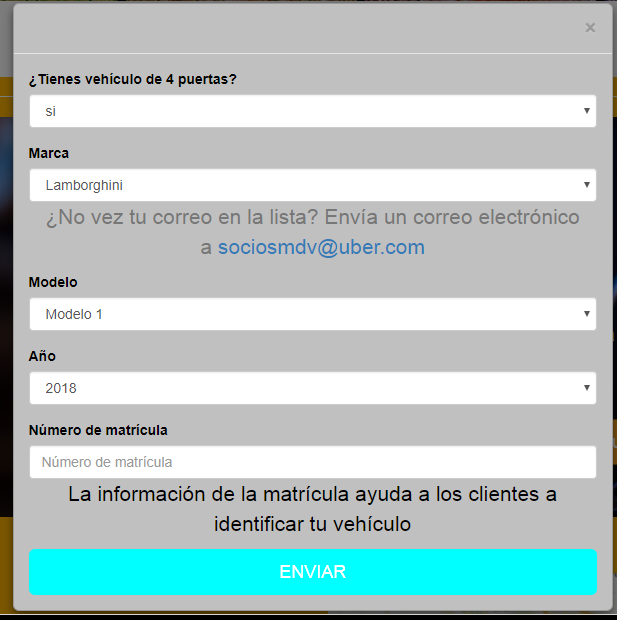 ×
¿Tienes vehículo de 4 puertas?
si
Marca
Lamborghini
¿No vez tu correo en la lista? Envía un correo electrónico
a sociosmdv@uber.com
Modelo
Modelo 1
Año
2018
Número de matrícula
Número de matrícula
La información de la matrícula ayuda a los clientes a
identificar tu vehículo
ENVIAR